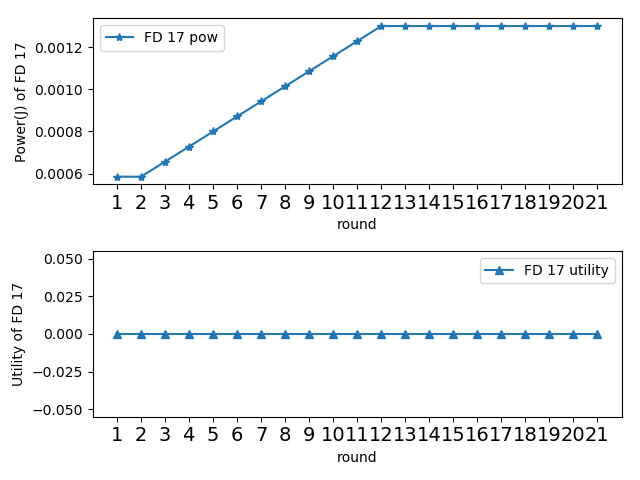 FD 17 pow
Power(J) of FD 17
0.0012
0.0010
0.0008
0.0006
1 2 3 4 5 6 7 8 9 10 11 12 13 14 15 16 17 18 19 20 21
round
FD 17 utility
Utility of FD 17
0.050
0.025
0.000
−0.025
−0.050
1 2 3 4 5 6 7 8 9 10 11 12 13 14 15 16 17 18 19 20 21
round